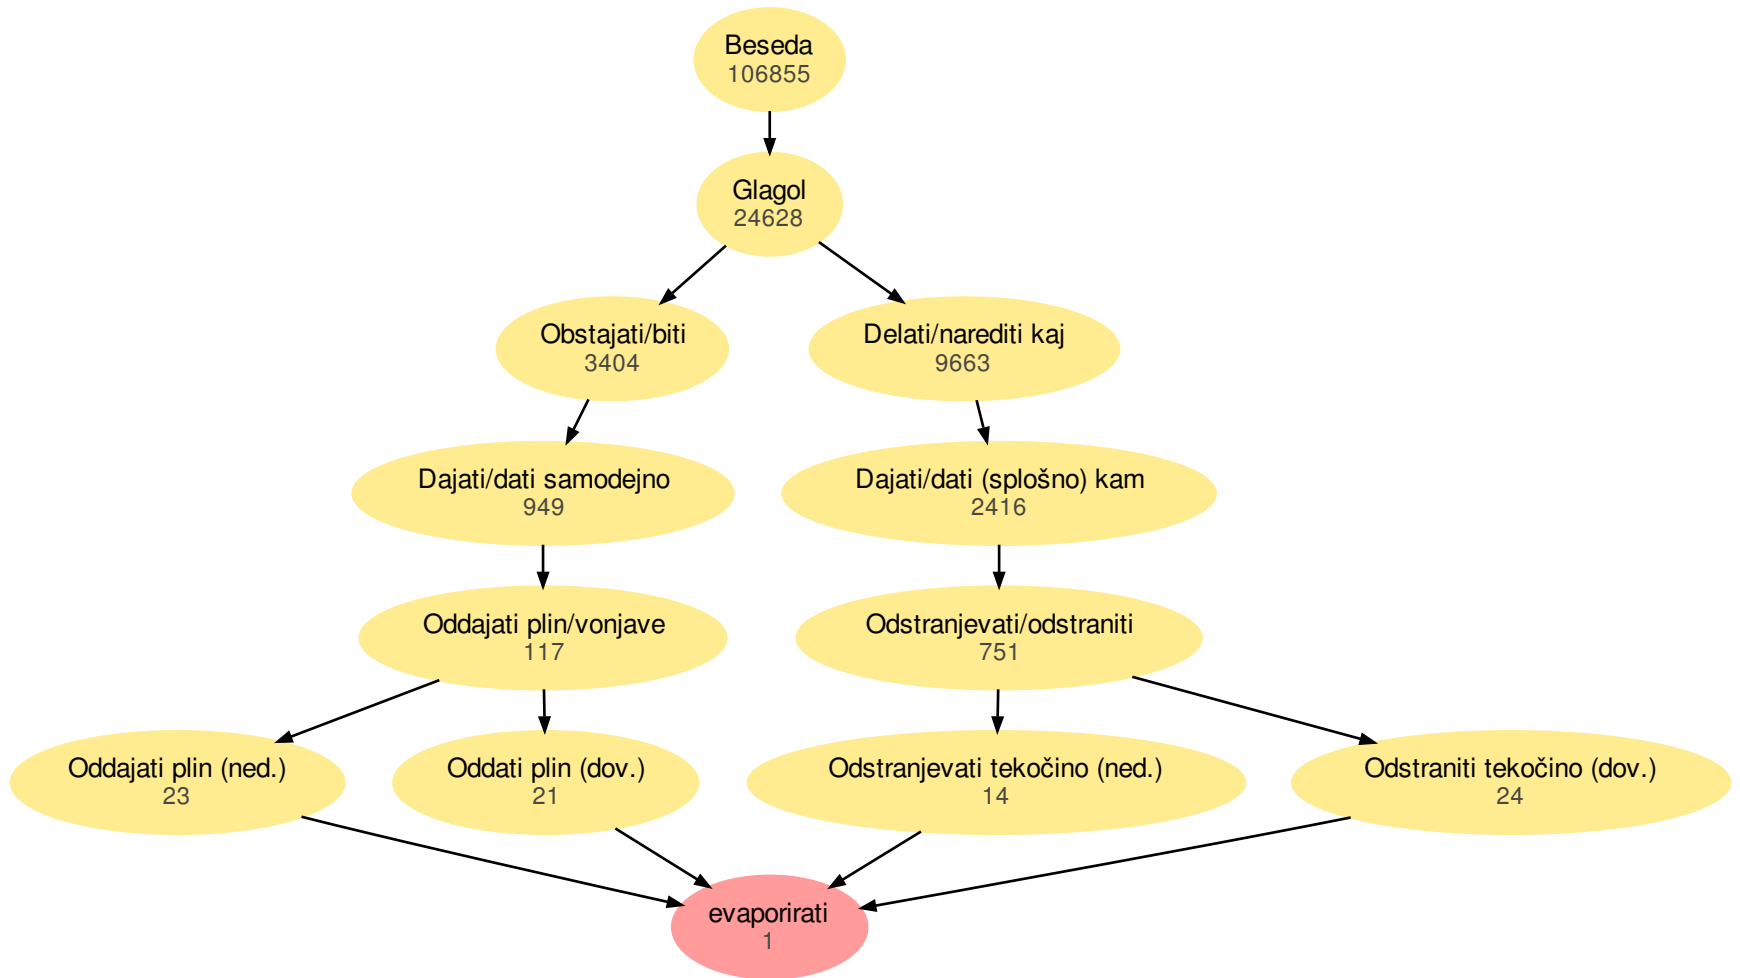 Beseda
106855
Glagol
24628
Obstajati/biti
3404
Delati/narediti kaj
9663
Dajati/dati samodejno
949
Dajati/dati (splošno) kam
2416
Oddajati plin/vonjave
117
Odstranjevati/odstraniti
751
Oddajati plin (ned.)
23
Oddati plin (dov.)
21
Odstranjevati tekočino (ned.)
14
Odstraniti tekočino (dov.)
24
evaporirati
1